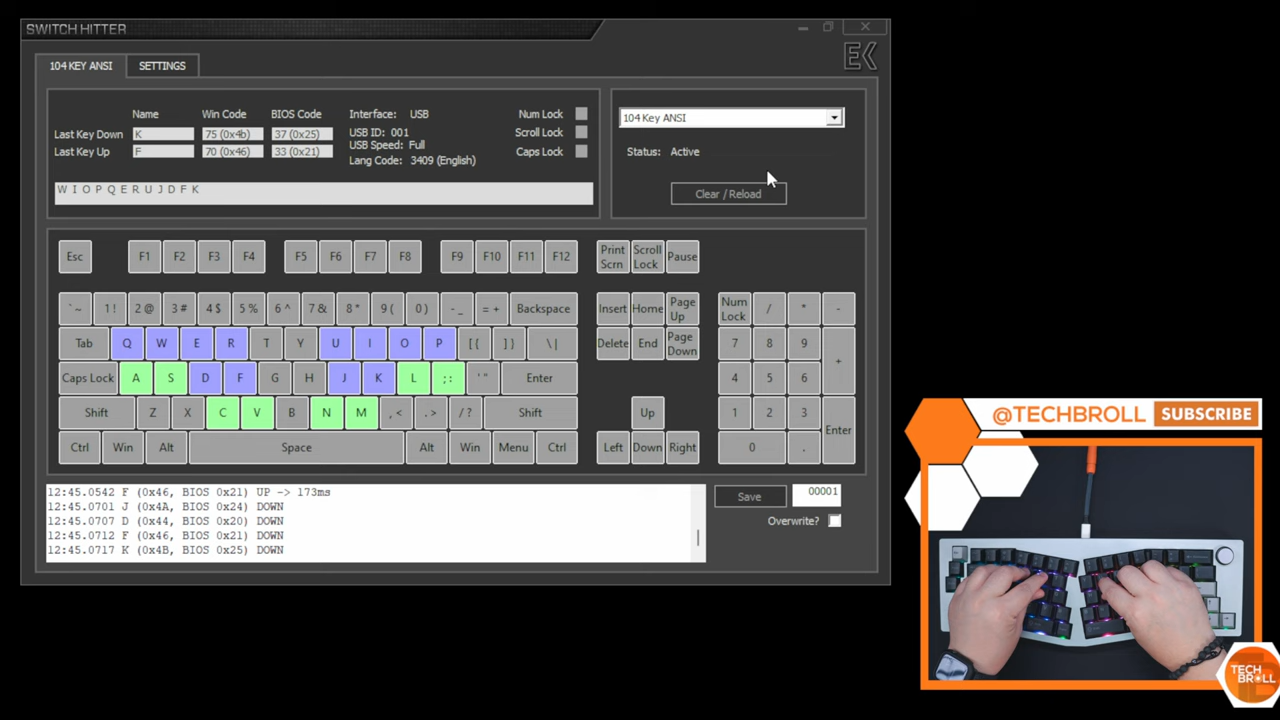 SWITCH HITTER
EK
104 KEY ANSI SETTINGS
Name Win Code BIOS Code Interface: USB Num Lock
Last Key Down K 75 (0x4b) 37 (0x25) USB ID: 001 Scroll Lock
USB Speed: Full
Last Key Up F 70 (0x46) 33 (0x21) Lang Code: 3409 (English) Caps Lock
W I O P Q E R U J D F K
104 Key ANSI
Status: Active
Clear / Reload
Esc F1 F2 F3 F4 F5 F6 F7 F8 F9 F10 F11 F12 Print Scrn Scroll Lock Pause
` ~ 1 ! 2 @ 3 # 4 $ 5 % 6 ^ 7 & 8 * 9 ( 0 ) - _ = + Backspace Insert Home Page Up Num Lock / * -
Tab Q W E R T Y U I O P [ { ] } \ | Delete End Page Down 7 8 9 +
Caps Lock A S D F G H J K L ; : ' " Enter 4 5 6
Shift Z X C V B N M , < . > / ? Shift Up 1 2 3 Enter
Ctrl Win Alt Space Alt Win Menu Ctrl Left Down Right 0 .
12:45.0542 F (0x46, BIOS 0x21) UP -> 173ms
12:45.0701 J (0x4A, BIOS 0x24) DOWN
12:45.0707 D (0x44, BIOS 0x20) DOWN
12:45.0712 F (0x46, BIOS 0x21) DOWN
12:45.0717 K (0x4B, BIOS 0x25) DOWN
Save 00001
Overwrite?
@TECHBROLL SUBSCRIBE
TECH
BROLL